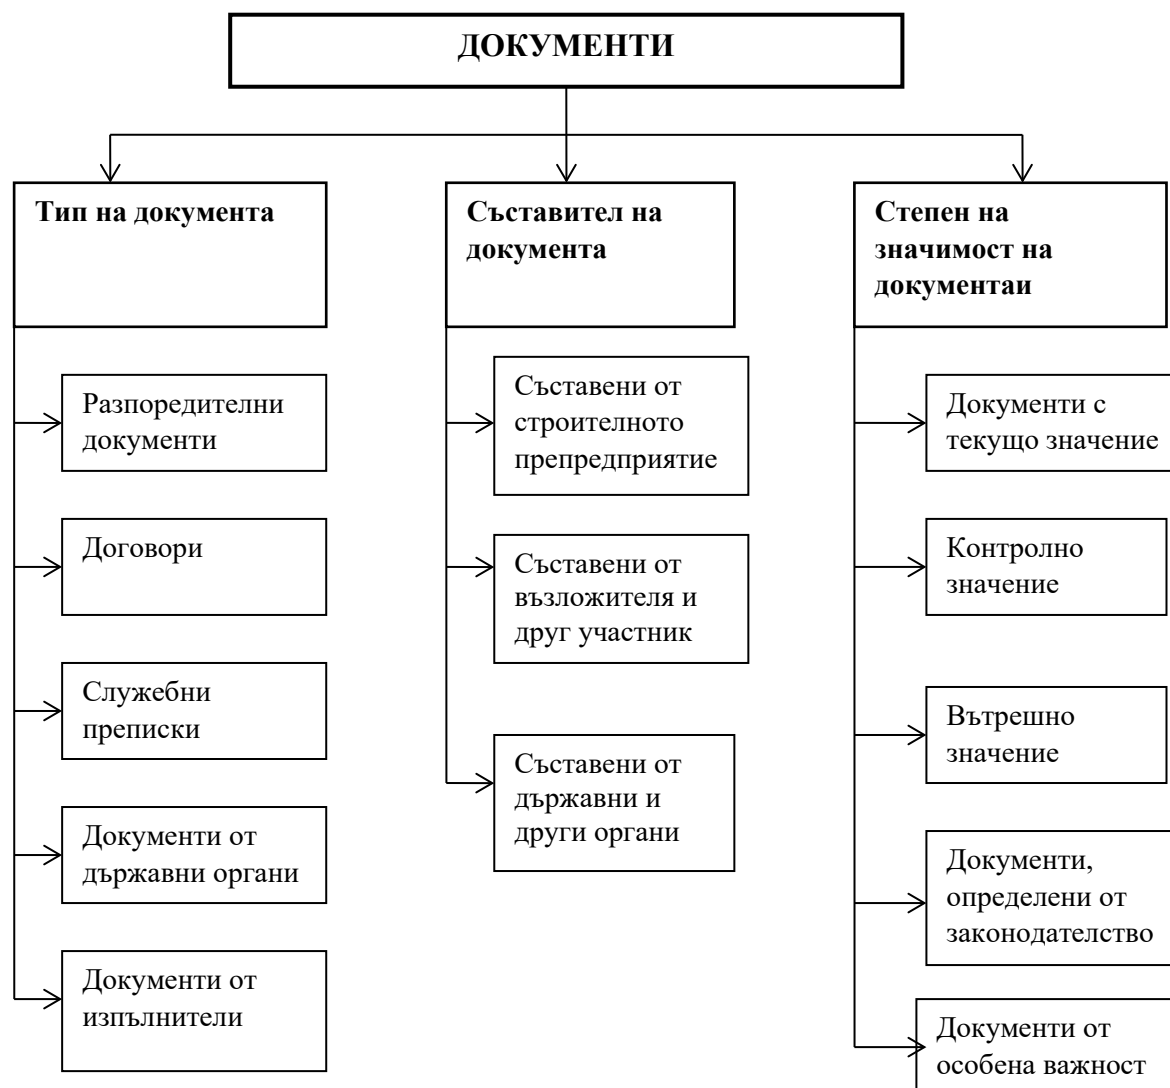 ДОКУМЕНТИ
Тип на документа
Разпоредителни
документи
Договори
Служебни
преписки
Документи от
държавни органи
Документи от
изпълнители
Съставител на
документа
Съставени от
строителното
препредприятие
Съставени от
възложителя и
друг участник
Съставени от
държавни и
други органи
Степен на
значимост на
документаи
Документи с
текущо значение
Контролно
значение
Вътрешно
значение
Документи,
определени от
законодателство
Документи от
особена важност